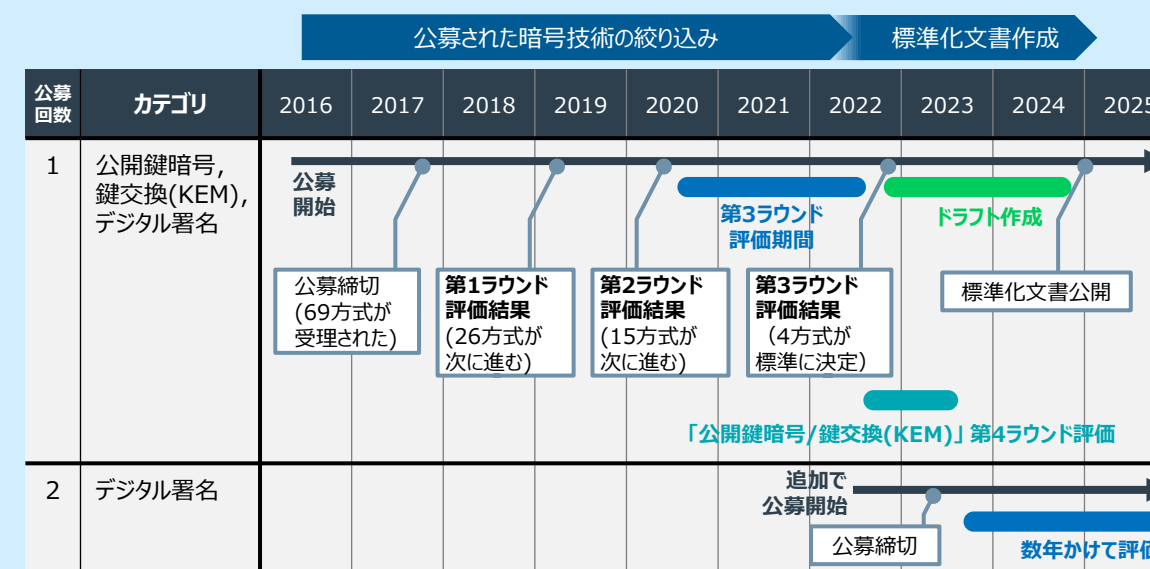 公募された暗号技術の絞り込み
標準化文書作成
公募
回数
カテゴリ
2016
2017
2018
2019
2020
2021
2022
2023
2024
2025
1
公開鍵暗号,
鍵交換(KEM),
デジタル署名
公募
開始
第3ラウンド
評価期間
ドラフト作成
公募締切
(69方式が
受理された)
第1ラウンド
評価結果
(26方式が
次に進む)
第2ラウンド
評価結果
(15方式が
次に進む)
第3ラウンド
評価結果
（4方式が
標準に決定）
標準化文書公開
「公開鍵暗号/鍵交換(KEM)」第4ラウンド評価
2
デジタル署名
追加で
公募開始
公募締切
数年かけて評価